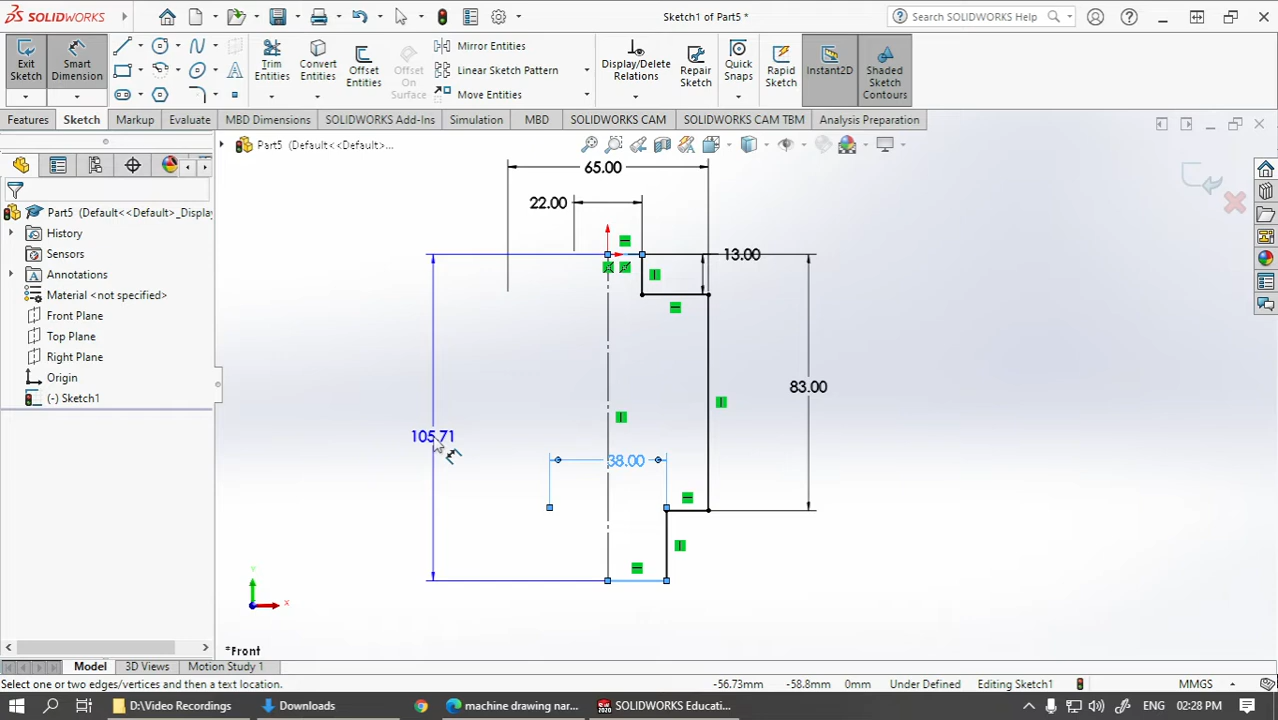 SOLIDWORKS
Sketch1 of Part5 *
Search SOLIDWORKS Help
Exit Sketch
Smart Dimension
Trim Entities
Convert Entities
Offset Entities
Offset On Surface
Mirror Entities
Linear Sketch Pattern
Move Entities
Display/Delete Relations
Repair Sketch
Quick Snaps
Rapid Sketch
Instant2D
Shaded Sketch Contours
Features
Sketch
Markup
Evaluate
MBD Dimensions
SOLIDWORKS Add-Ins
Simulation
MBD
SOLIDWORKS CAM
SOLIDWORKS CAM TBM
Analysis Preparation
Part5 (Default<<Default>...
Part5 (Default<<Default>_Display
History
Sensors
Annotations
Material <not specified>
Front Plane
Top Plane
Right Plane
Origin
(-) Sketch1
65.00
22.00
13.00
83.00
105.71
38.00
Y
X
*Front
Model
3D Views
Motion Study 1
Select one or two edges/vertices and then a text location.
-56.73mm
-58.8mm
0mm
Under Defined
Editing Sketch1
MMGS
D:\Video Recordings
Downloads
machine drawing nar...
SOLIDWORKS Educati...
ENG
02:28 PM